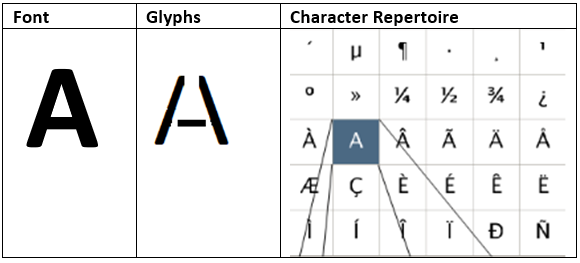 Font Glyphs Character Repertoire
A
A
´ µ ¶ · ¸ ¹
º » ¼ ½ ¾ ¿
À A Â Ã Ä Å
Æ Ç È É Ê Ë
Ì Í Î Ï Ð Ñ